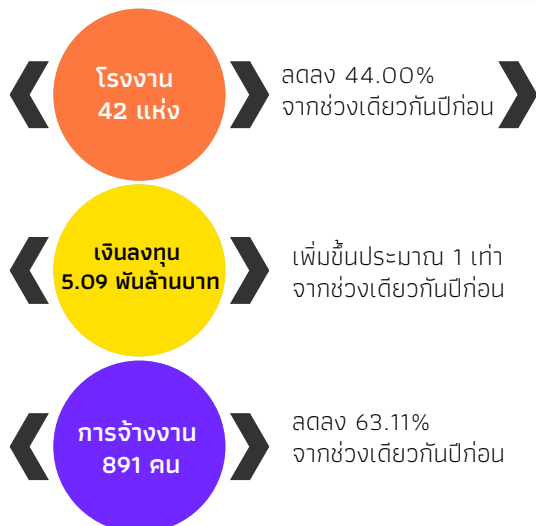 โรงงาน
42 แห่ง
ลดลง 44.00%
จากช่วงเดียวกันปีก่อน
เงินลงทุน
5.09 พันล้านบาท
เพิ่มขึ้นประมาณ 1 เท่า
จากช่วงเดียวกันปีก่อน
การจ้างงาน
891 คน
ลดลง 63.11%
จากช่วงเดียวกันปีก่อน